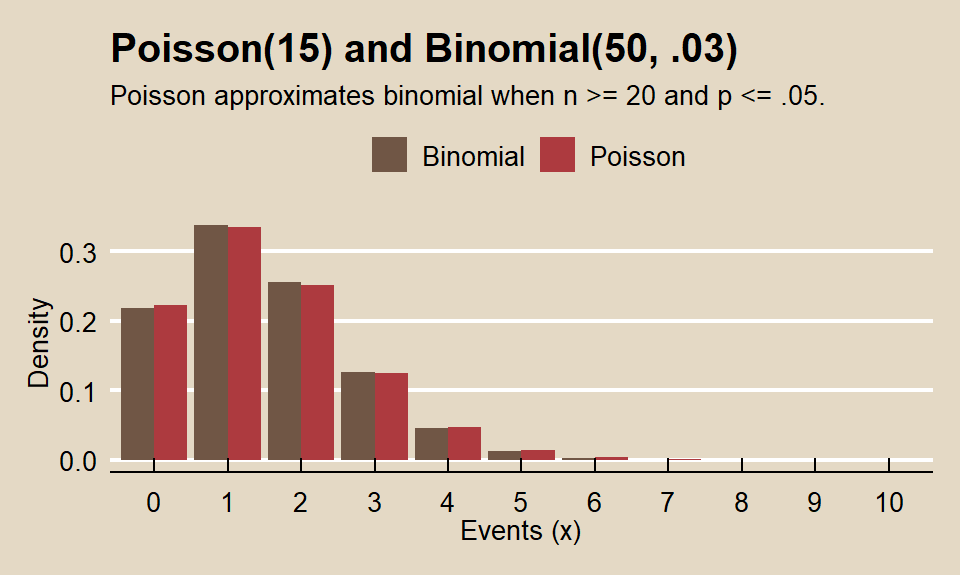 Poisson(15) and Binomial(50, .03)
Poisson approximates binomial when n >= 20 and p <= .05.
Binomial Poisson
0.3
0.2
0.1
0.0
Density
0 1 2 3 4 5 6 7 8 9 10
Events (x)